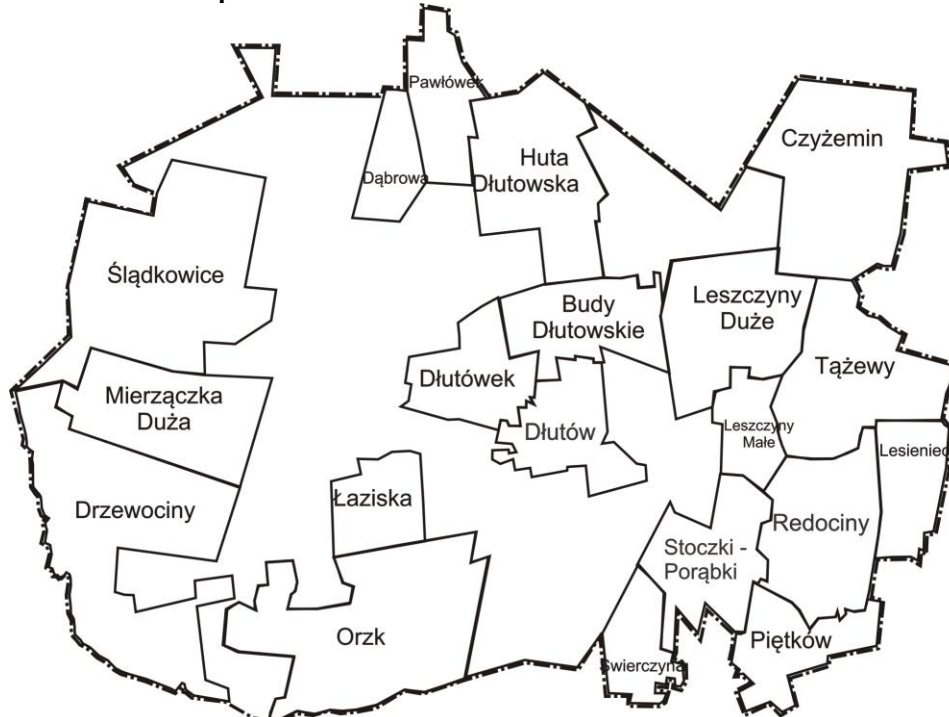 Pawłówek
Czyżemin
Huta
Dłutowska
Dąbrowa
Ślądkowice
Budy
Dłutowskie
Leszczyny
Duże
Tążewy
Dłutówek
Mierzączka
Duża
Dłutów
Leszczyny
Małe
Lesieniec
Drzewociny
Łaziska
Redociny
Stoczki -
Porąbki
Orzk
Piętków
Świerczyna